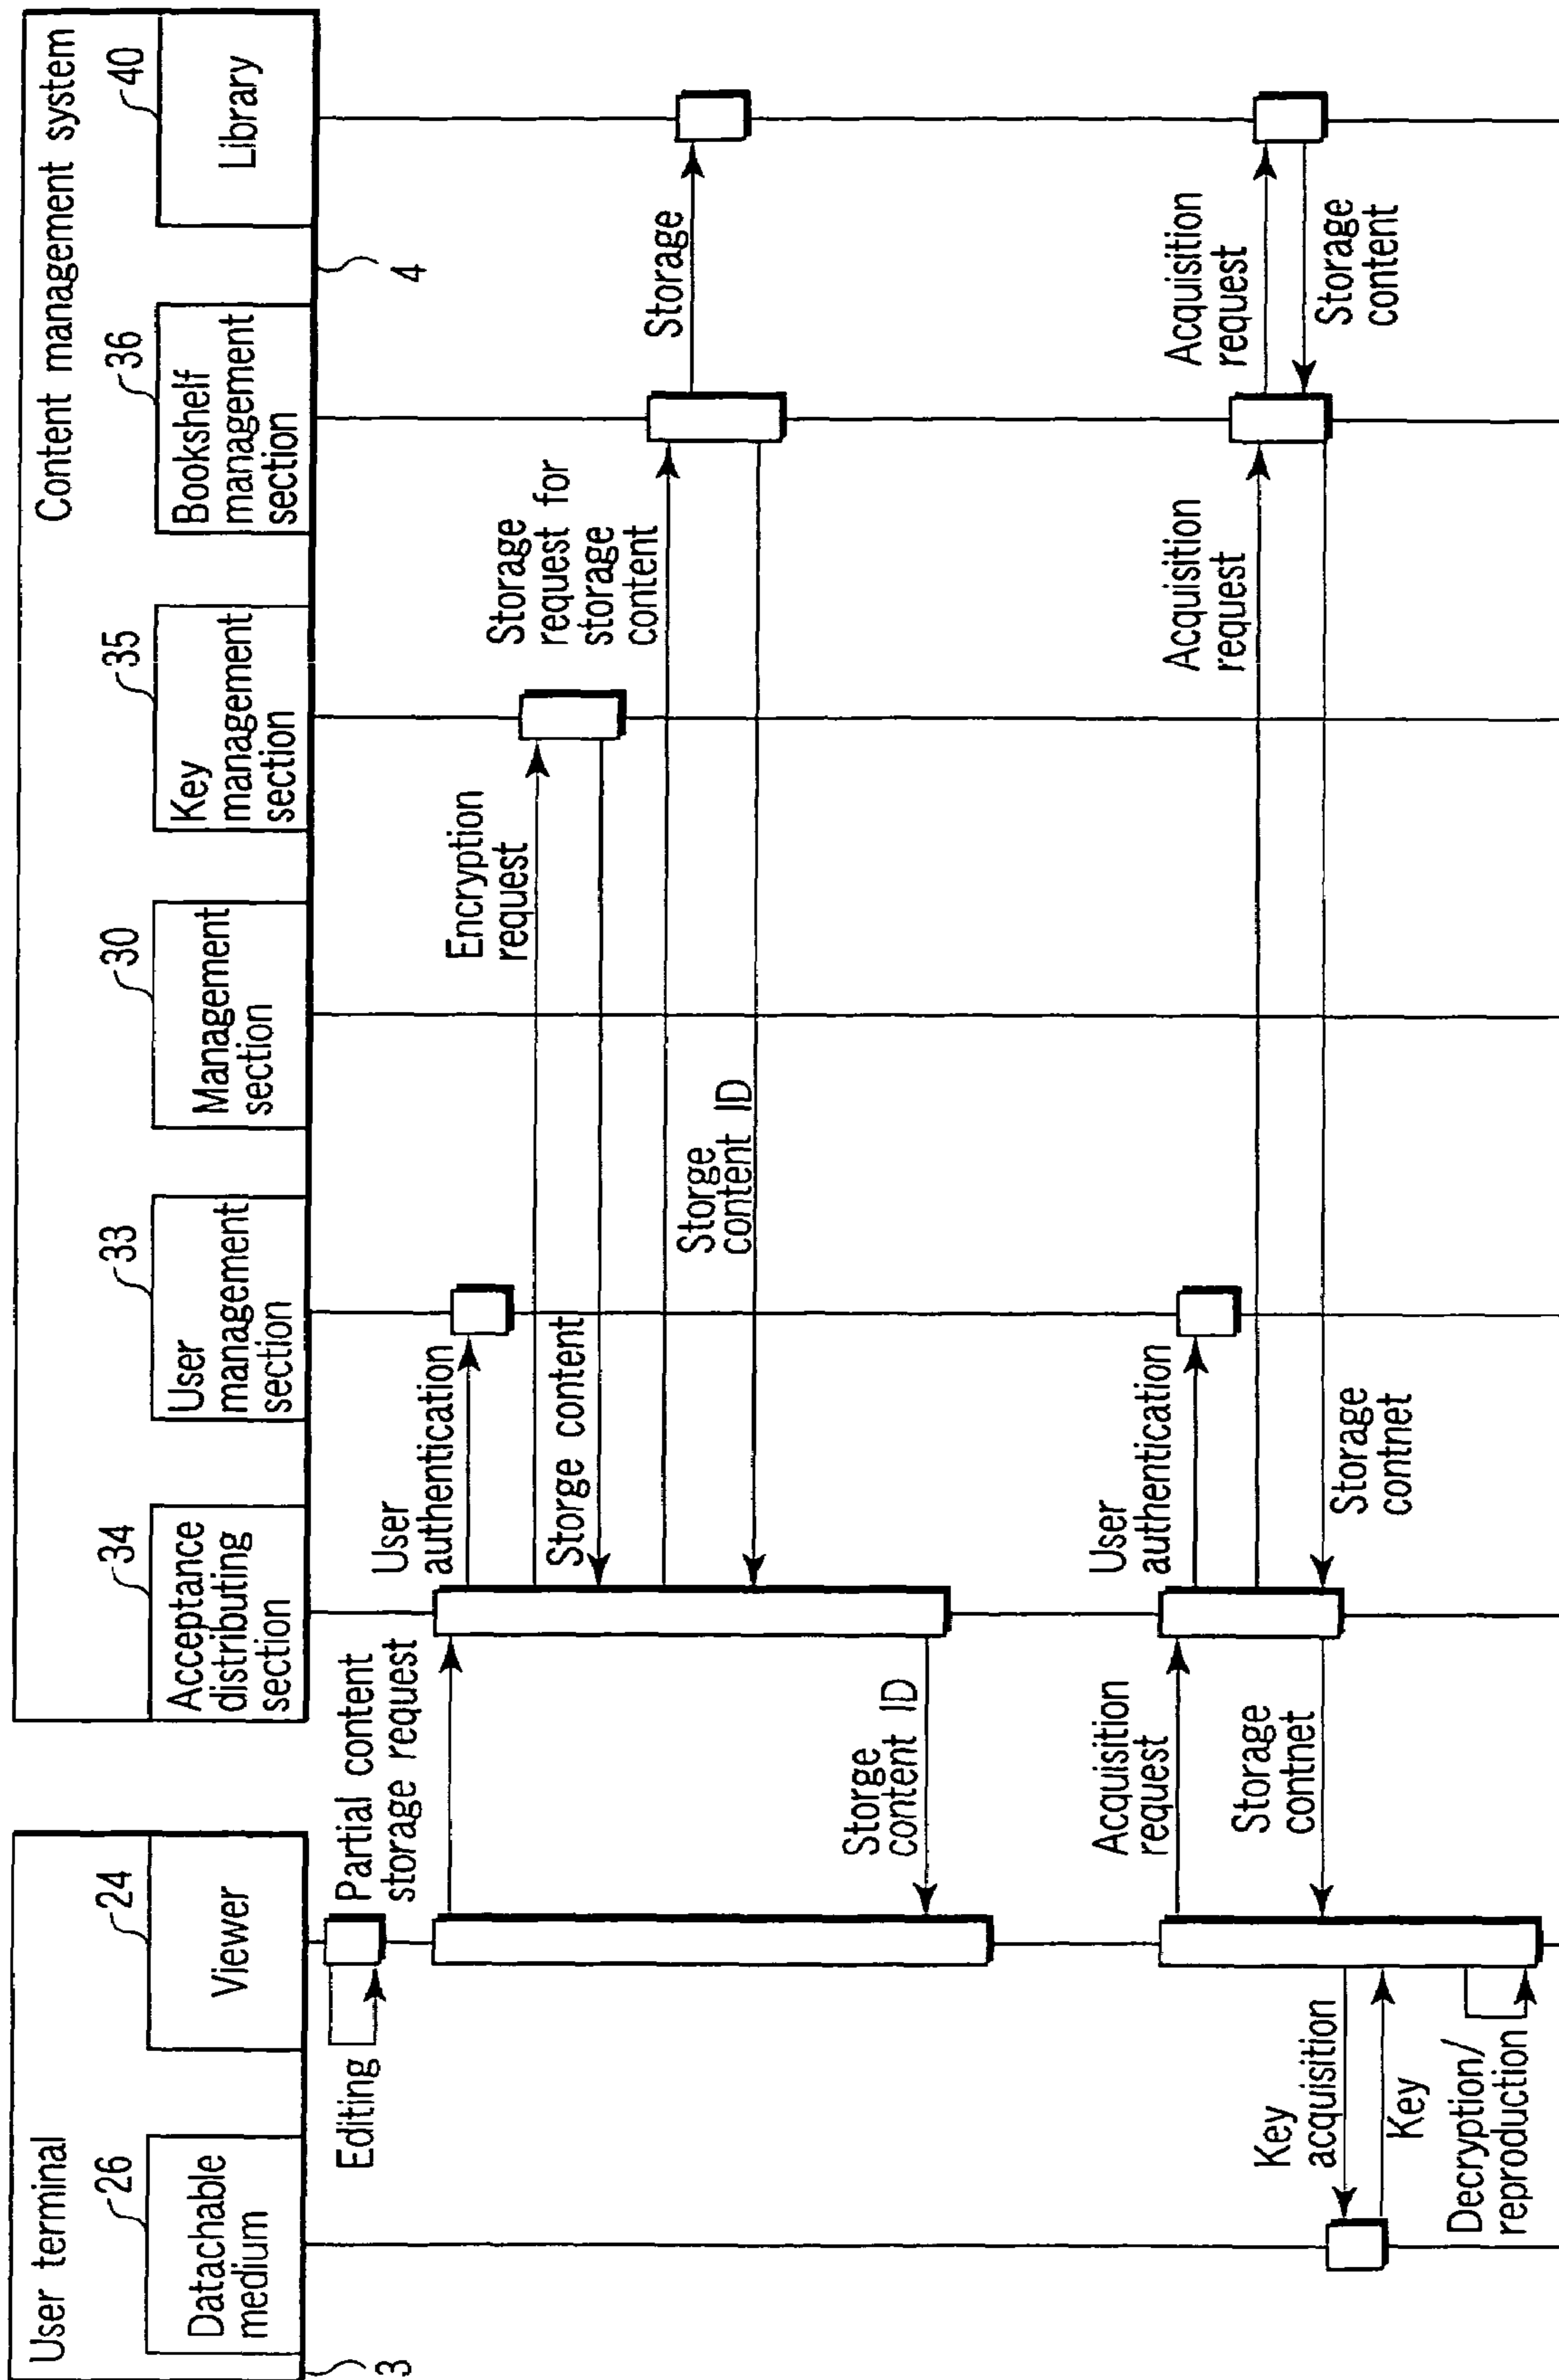 User terminal
3
26
Datachable
medium
24
Viewer
Content management system
4
34
Acceptance
distributing
section
33
User
management
section
30
Management
section
35
Key
management
section
36
Bookshelf
management
section
40
Library
Editing
Partial content
storage request
User
authentication
Encryption
request
Storge content
Storage
request for
storage
content
Storage
Storge
content ID
Storge
content ID
Acquisition
request
User
authentication
Acquisition
request
Acquisition
request
Storage
content
Storage
contnet
Storage
contnet
Key
acquisition
Key
Decryption/
reproduction